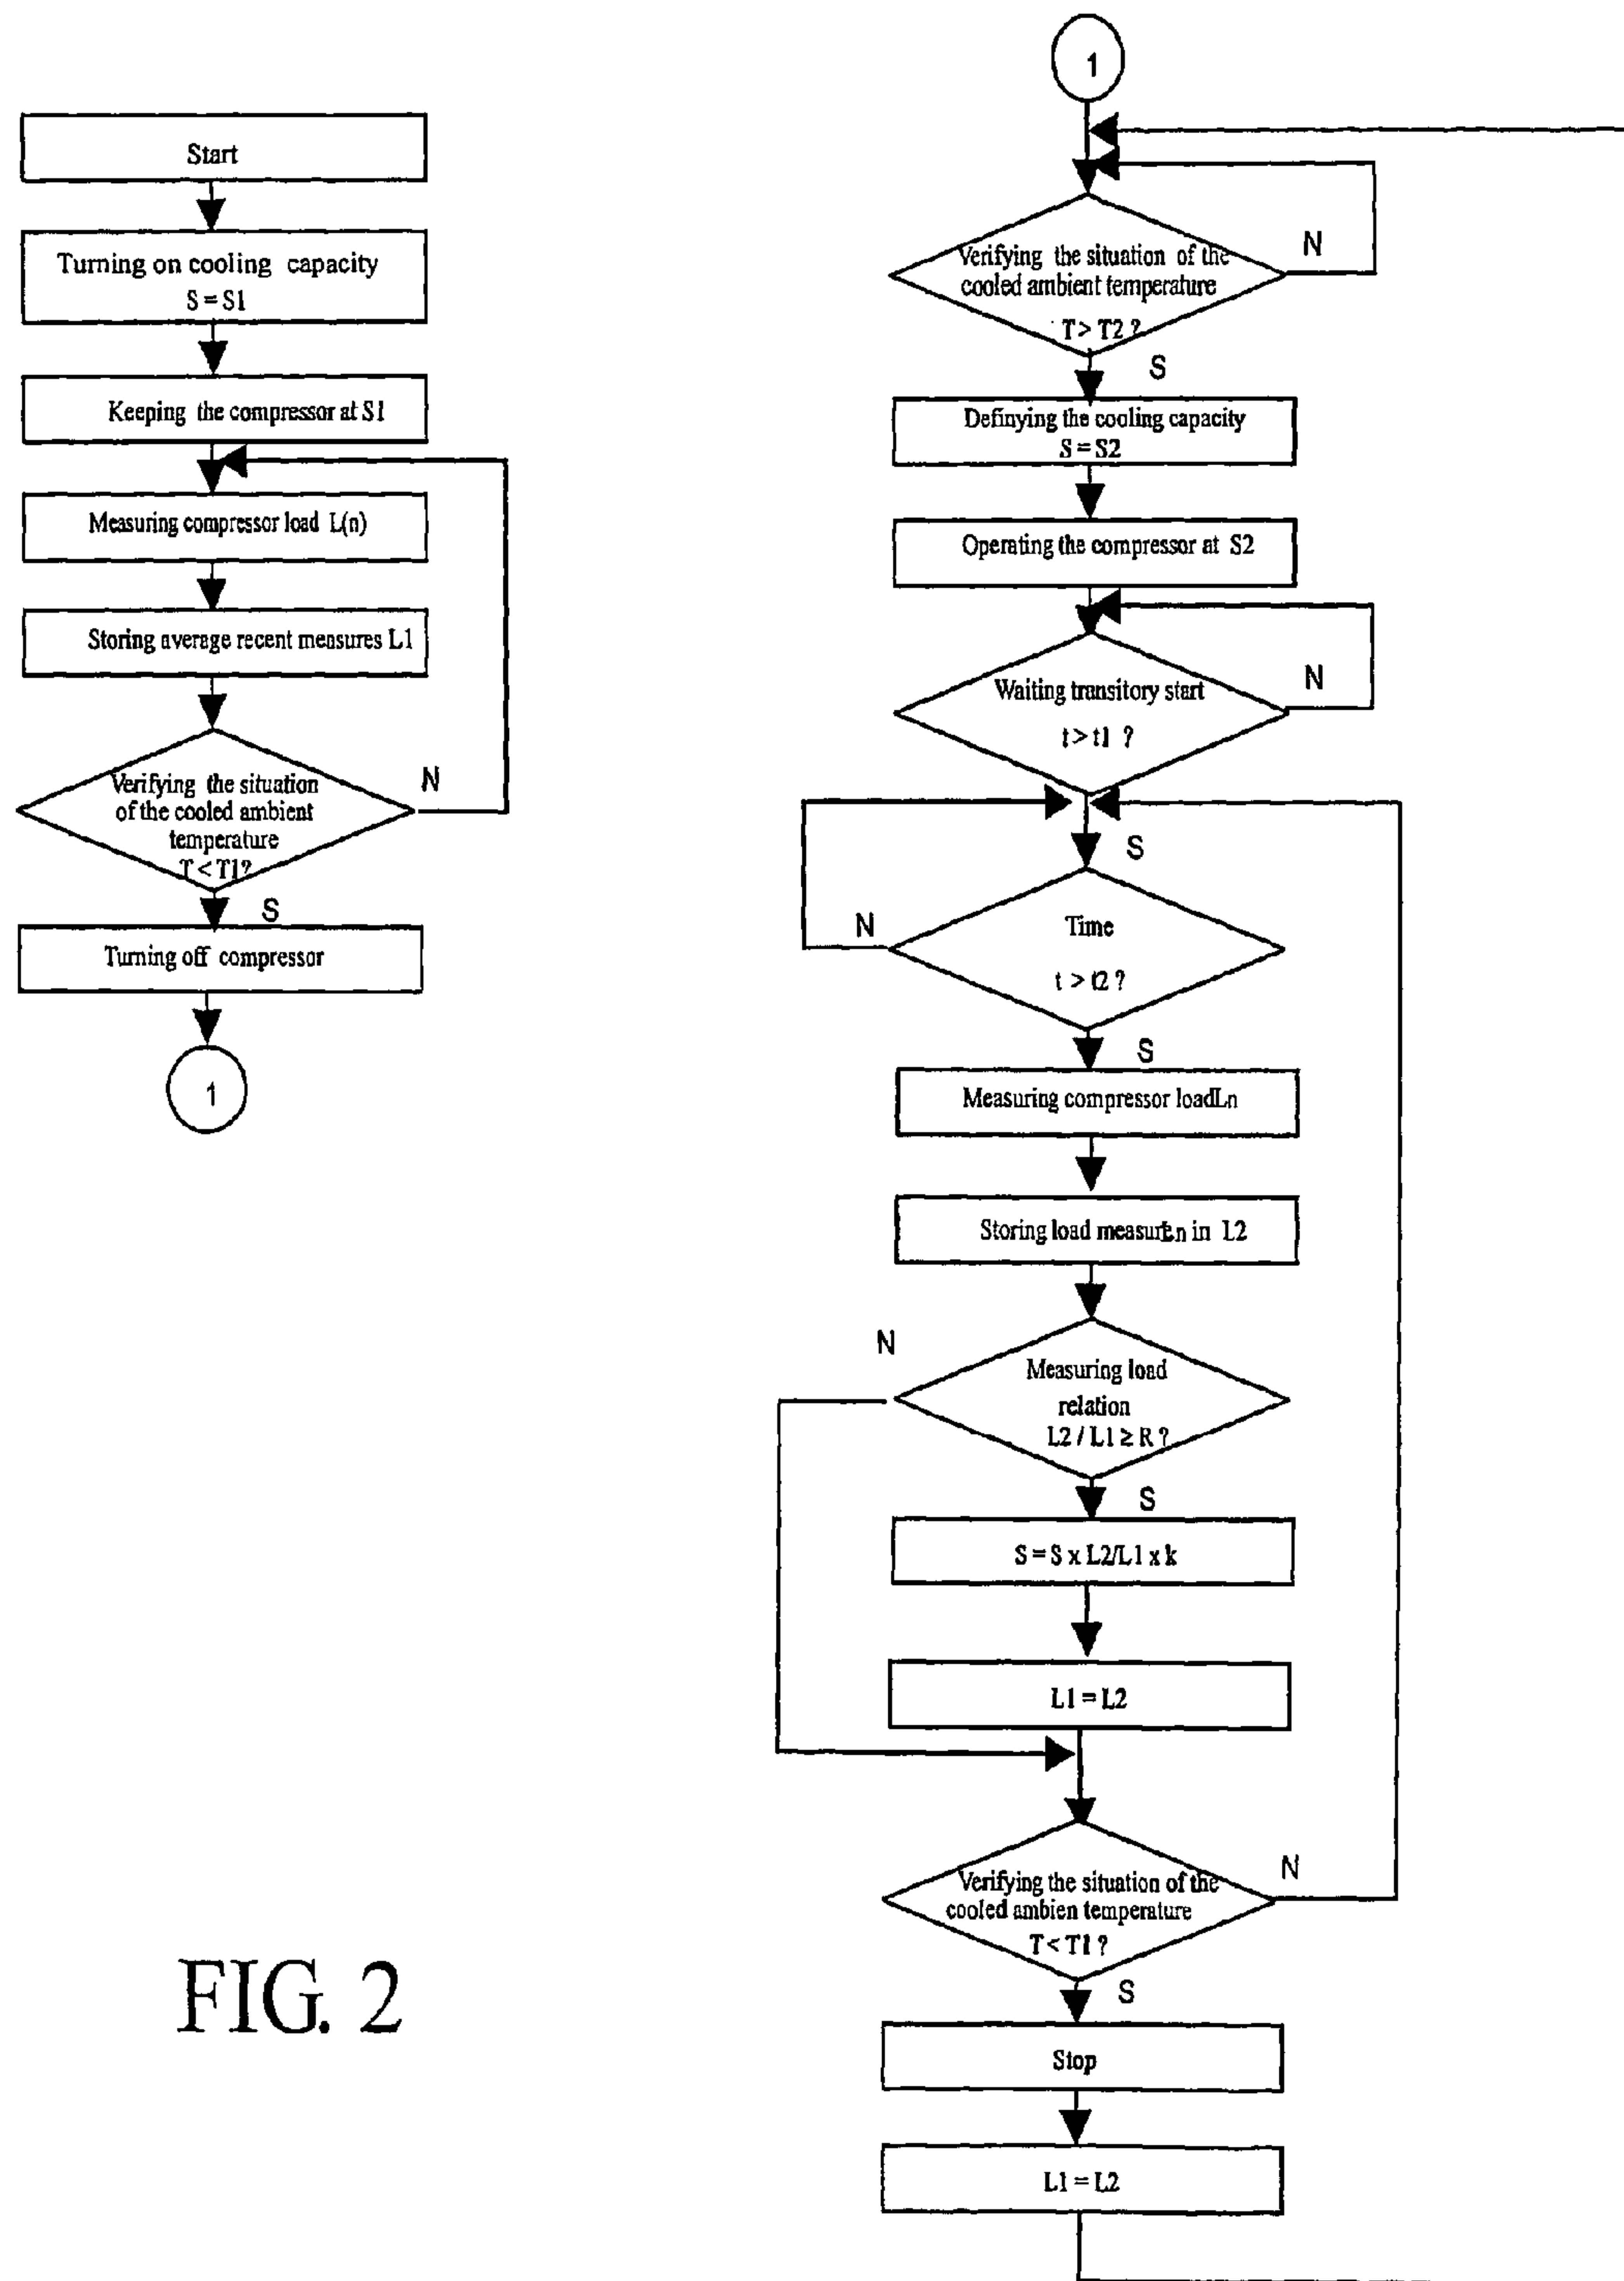 Start
Turning on cooling capacity
S = S1
Keeping the compressor at S1
Measuring compressor load L(n)
Storing average recent measures L1
Verifying the situation
of the cooled ambient
temperature
T < T1?
N
S
Turning off compressor
1
FIG. 2
1
Verifying the situation of the
cooled ambient temperature
T > T2 ?
N
S
Definying the cooling capacity
S = S2
Operating the compressor at S2
Waiting transitory start
t > t1 ?
N
S
Time
t > t2 ?
N
S
Measuring compressor loadLn
Storing load measurLn in L2
Measuring load
relation
L2 / L1 ≥ R ?
N
S
S = S x L2/L1 x k
L1 = L2
Verifying the situation of the
cooled ambien temperature
T < T1 ?
N
S
Stop
L1 = L2